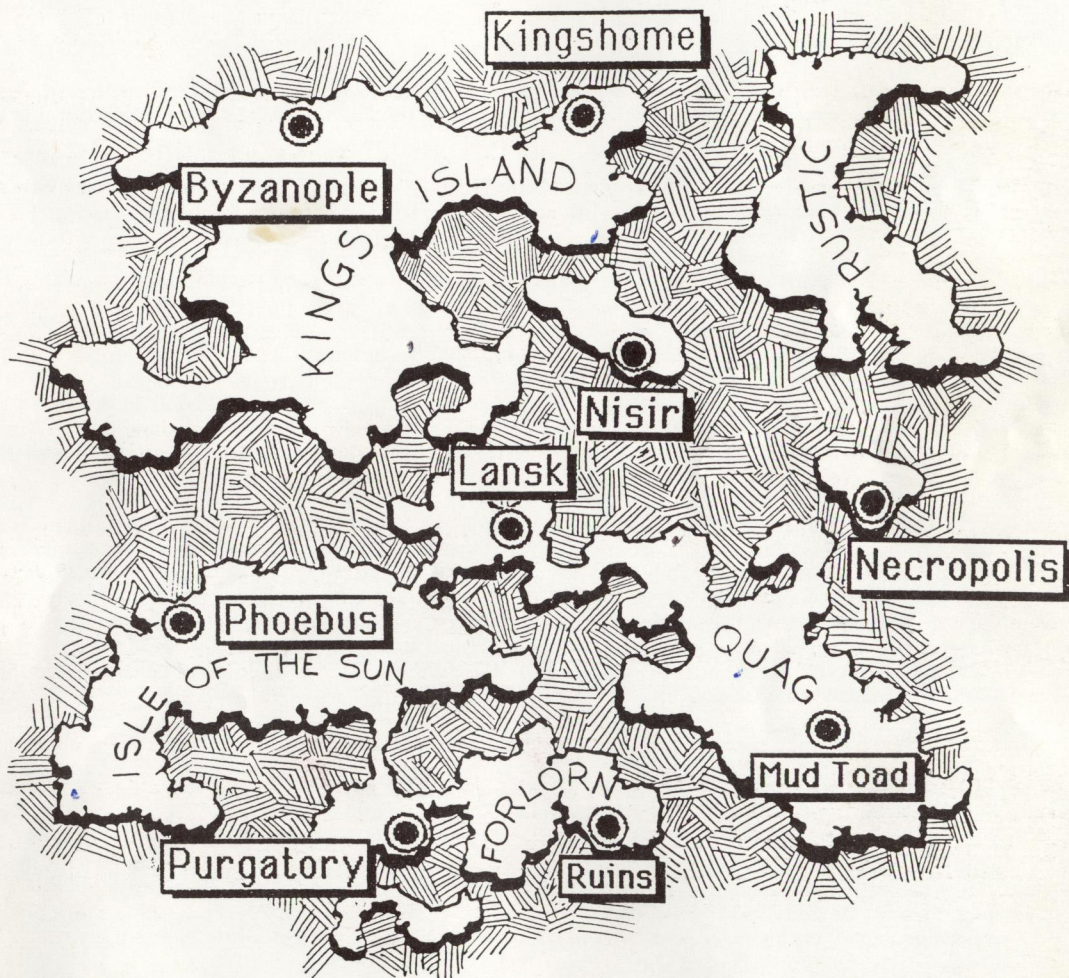 Kingshome
Byzanople
KINGS ISLAND
RUSTIC
Nisir
Lansk
Necropolis
Phoebus
ISLE OF THE SUN
QUAG
Mud Toad
FORLORN
Purgatory
Ruins